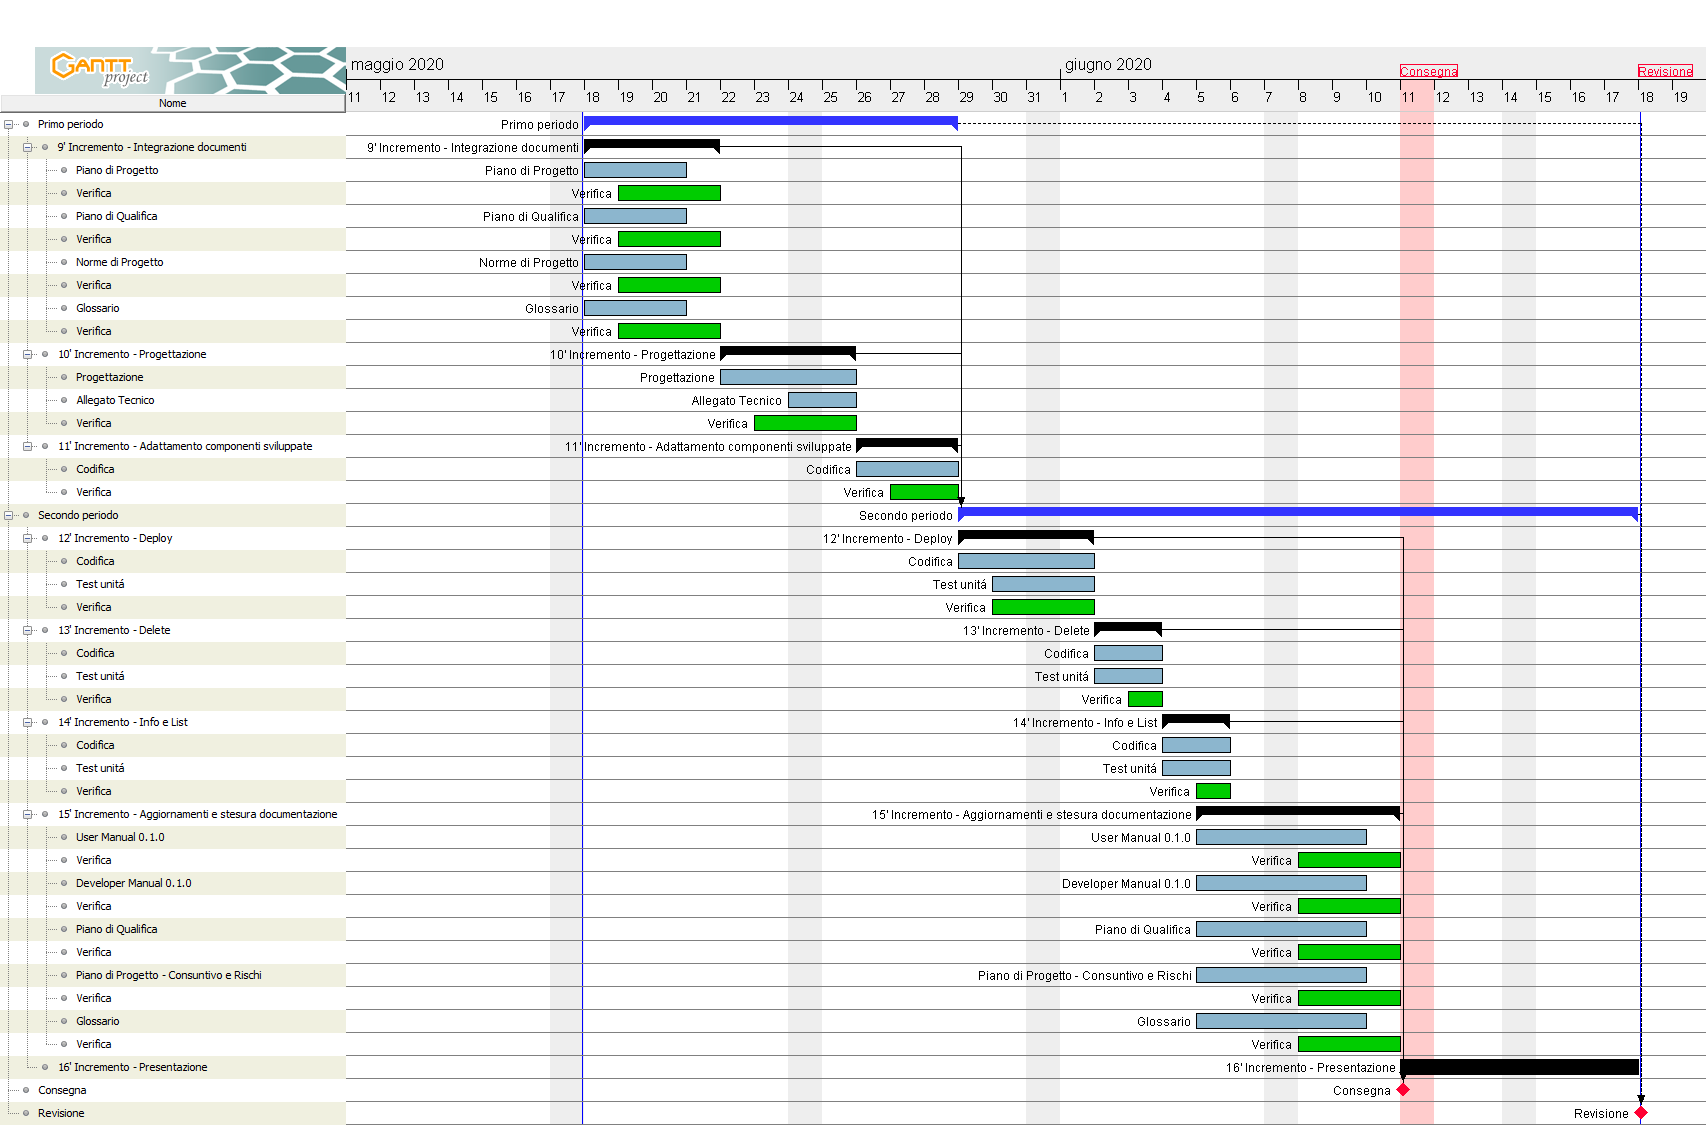 GANTT
project
maggio 2020
giugno 2020
Consegna
Revisione
Nome
11 12 13 14 15 16 17 18 19 20 21 22 23 24 25 26 27 28 29 30 31 1 2 3 4 5 6 7 8 9 10 11 12 13 14 15 16 17 18 19
Primo periodo Primo periodo
9' Incremento - Integrazione documenti 9' Incremento - Integrazione documenti
Piano di Progetto Piano di Progetto
Verifica Verifica
Piano di Qualifica Piano di Qualifica
Verifica Verifica
Norme di Progetto Norme di Progetto
Verifica Verifica
Glossario Glossario
Verifica Verifica
10' Incremento - Progettazione 10' Incremento - Progettazione
Progettazione Progettazione
Allegato Tecnico Allegato Tecnico
Verifica Verifica
11' Incremento - Adattamento componenti sviluppate 11' Incremento - Adattamento componenti sviluppate
Codifica Codifica
Verifica Verifica
Secondo periodo Secondo periodo
12' Incremento - Deploy 12' Incremento - Deploy
Codifica Codifica
Test unitá Test unitá
Verifica Verifica
13' Incremento - Delete 13' Incremento - Delete
Codifica Codifica
Test unitá Test unitá
Verifica Verifica
14' Incremento - Info e List 14' Incremento - Info e List
Codifica Codifica
Test unitá Test unitá
Verifica Verifica
15' Incremento - Aggiornamenti e stesura documentazione 15' Incremento - Aggiornamenti e stesura documentazione
User Manual 0.1.0 User Manual 0.1.0
Verifica Verifica
Developer Manual 0.1.0 Developer Manual 0.1.0
Verifica Verifica
Piano di Qualifica Piano di Qualifica
Verifica Verifica
Piano di Progetto - Consuntivo e Rischi Piano di Progetto - Consuntivo e Rischi
Verifica Verifica
Glossario Glossario
Verifica Verifica
16' Incremento - Presentazione 16' Incremento - Presentazione
Consegna Consegna
Revisione Revisione